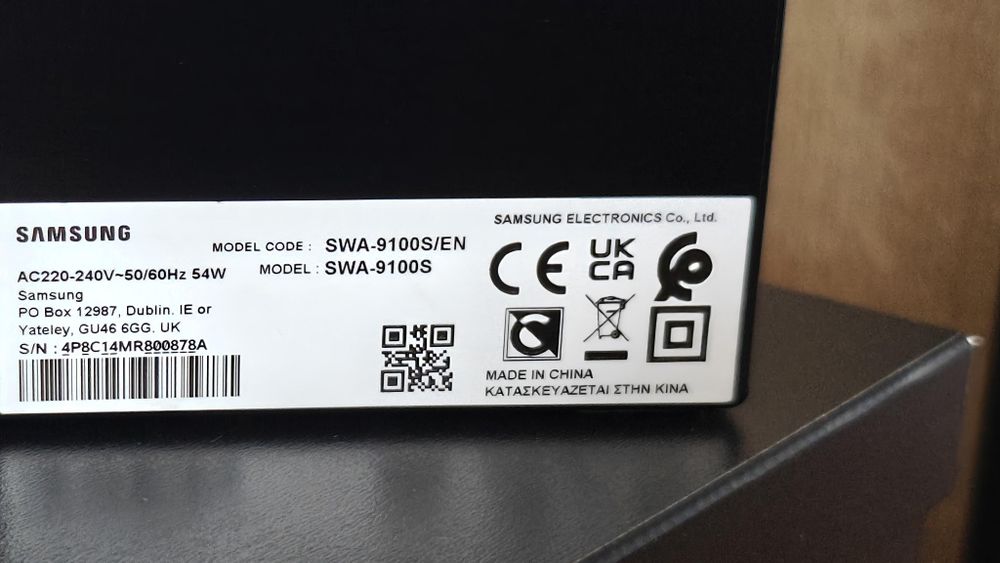 SAMSUNG
MODEL CODE : SWA-9100S/EN
MODEL : SWA-9100S
AC220-240V~50/60Hz 54W
Samsung
PO Box 12987, Dublin. IE or
Yateley, GU46 6GG. UK
S/N : 4P8C14MR800878A
SAMSUNG ELECTRONICS Co., Ltd.
CE UK
CA
MADE IN CHINA
ΚΑΤΑΣΚΕΥΑΖΕΤΑΙ ΣΤΗΝ ΚΙΝΑ